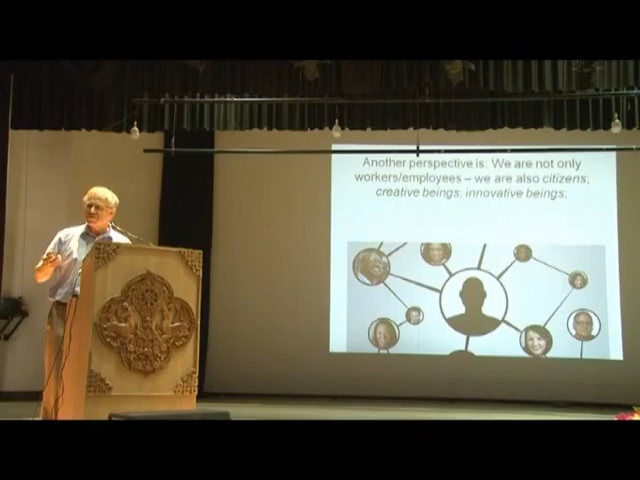 Another perspective is: We are not only
workers/employees – we are also citizens;
creative beings; innovative beings;